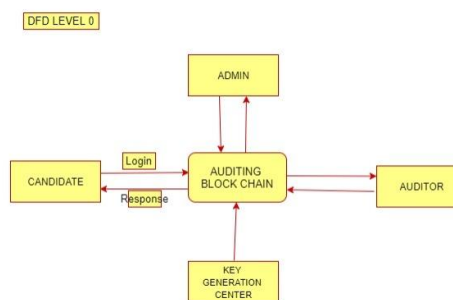 DFD LEVEL 0
ADMIN
Login
CANDIDATE
AUDITING
BLOCK CHAIN
AUDITOR
Response
KEY
GENERATION
CENTER